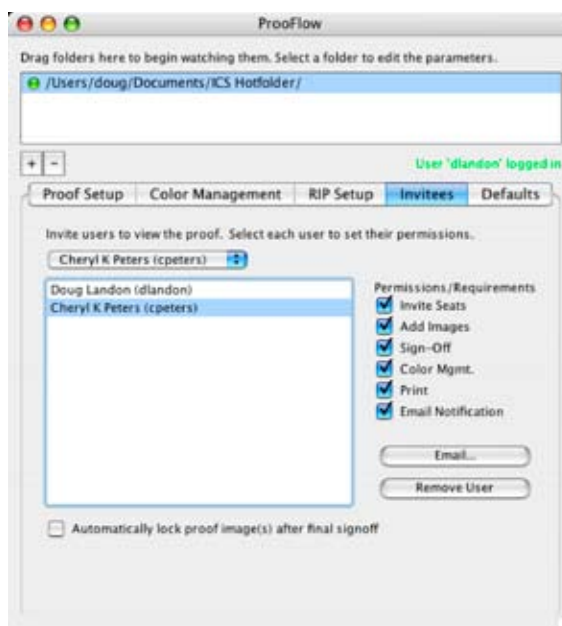 ProoFlow
Drag folders here to begin watching them. Select a folder to edit the parameters.
/Users/doug/Documents/ICS Hotfolder/
+ -
User 'dlandon' logged in
Proof Setup Color Management RIP Setup Invitees Defaults
Invite users to view the proof. Select each user to set their permissions.
Cheryl K Peters (cpeters)
Doug Landon (dlandon)
Cheryl K Peters (cpeters)
Permissions/Requirements
Invite Seats
Add Images
Sign-Off
Color Mgmt.
Print
Email Notification
Email...
Remove User
Automatically lock proof image(s) after final signoff